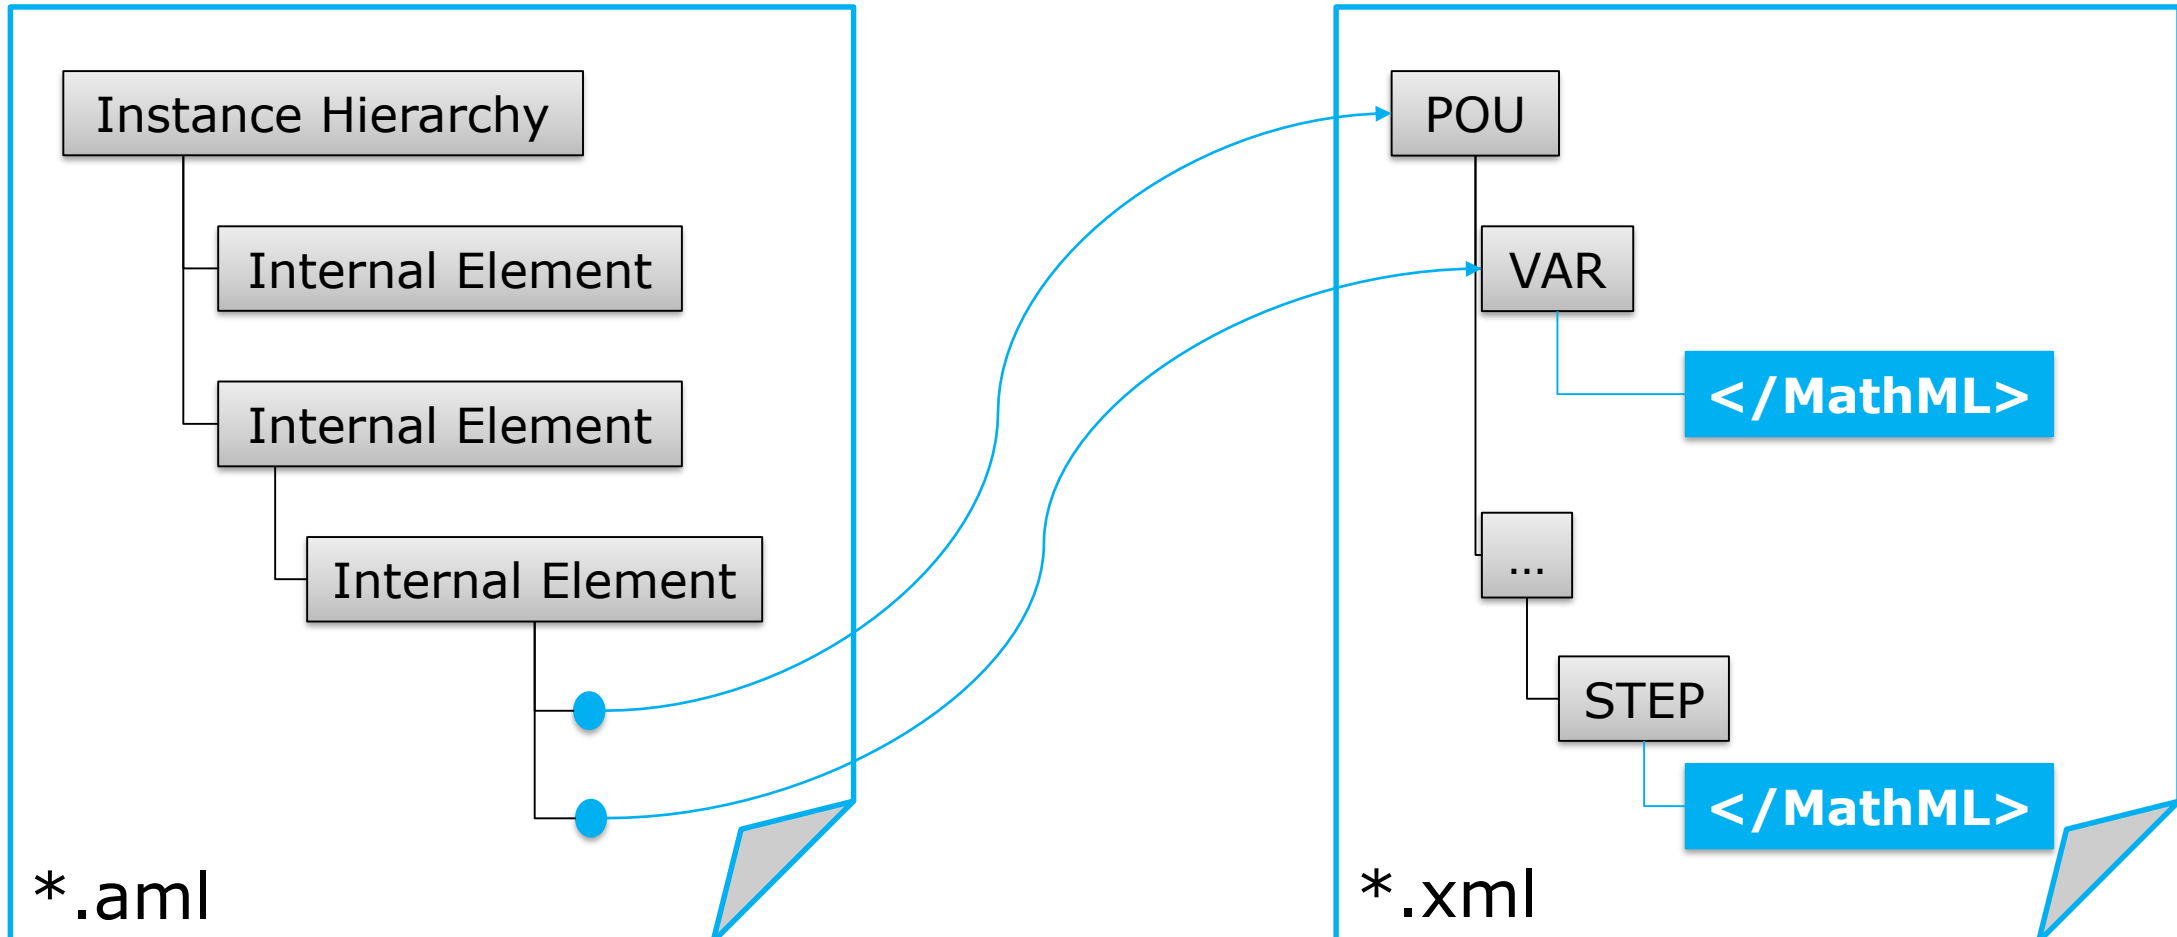 Instance Hierarchy
Internal Element
Internal Element
Internal Element
*.aml
POU
VAR
</MathML>
...
STEP
</MathML>
*.xml